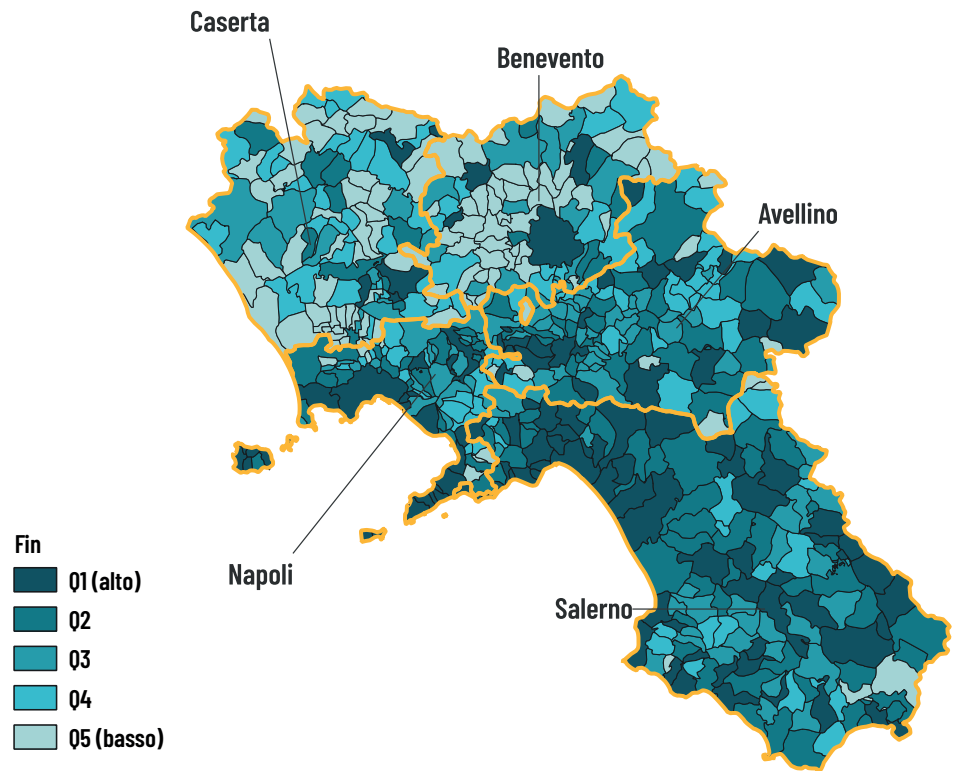 Caserta
Benevento
Avellino
Napoli
Salerno
Fin
Q1 (alto)
Q2
Q3
Q4
Q5 (basso)